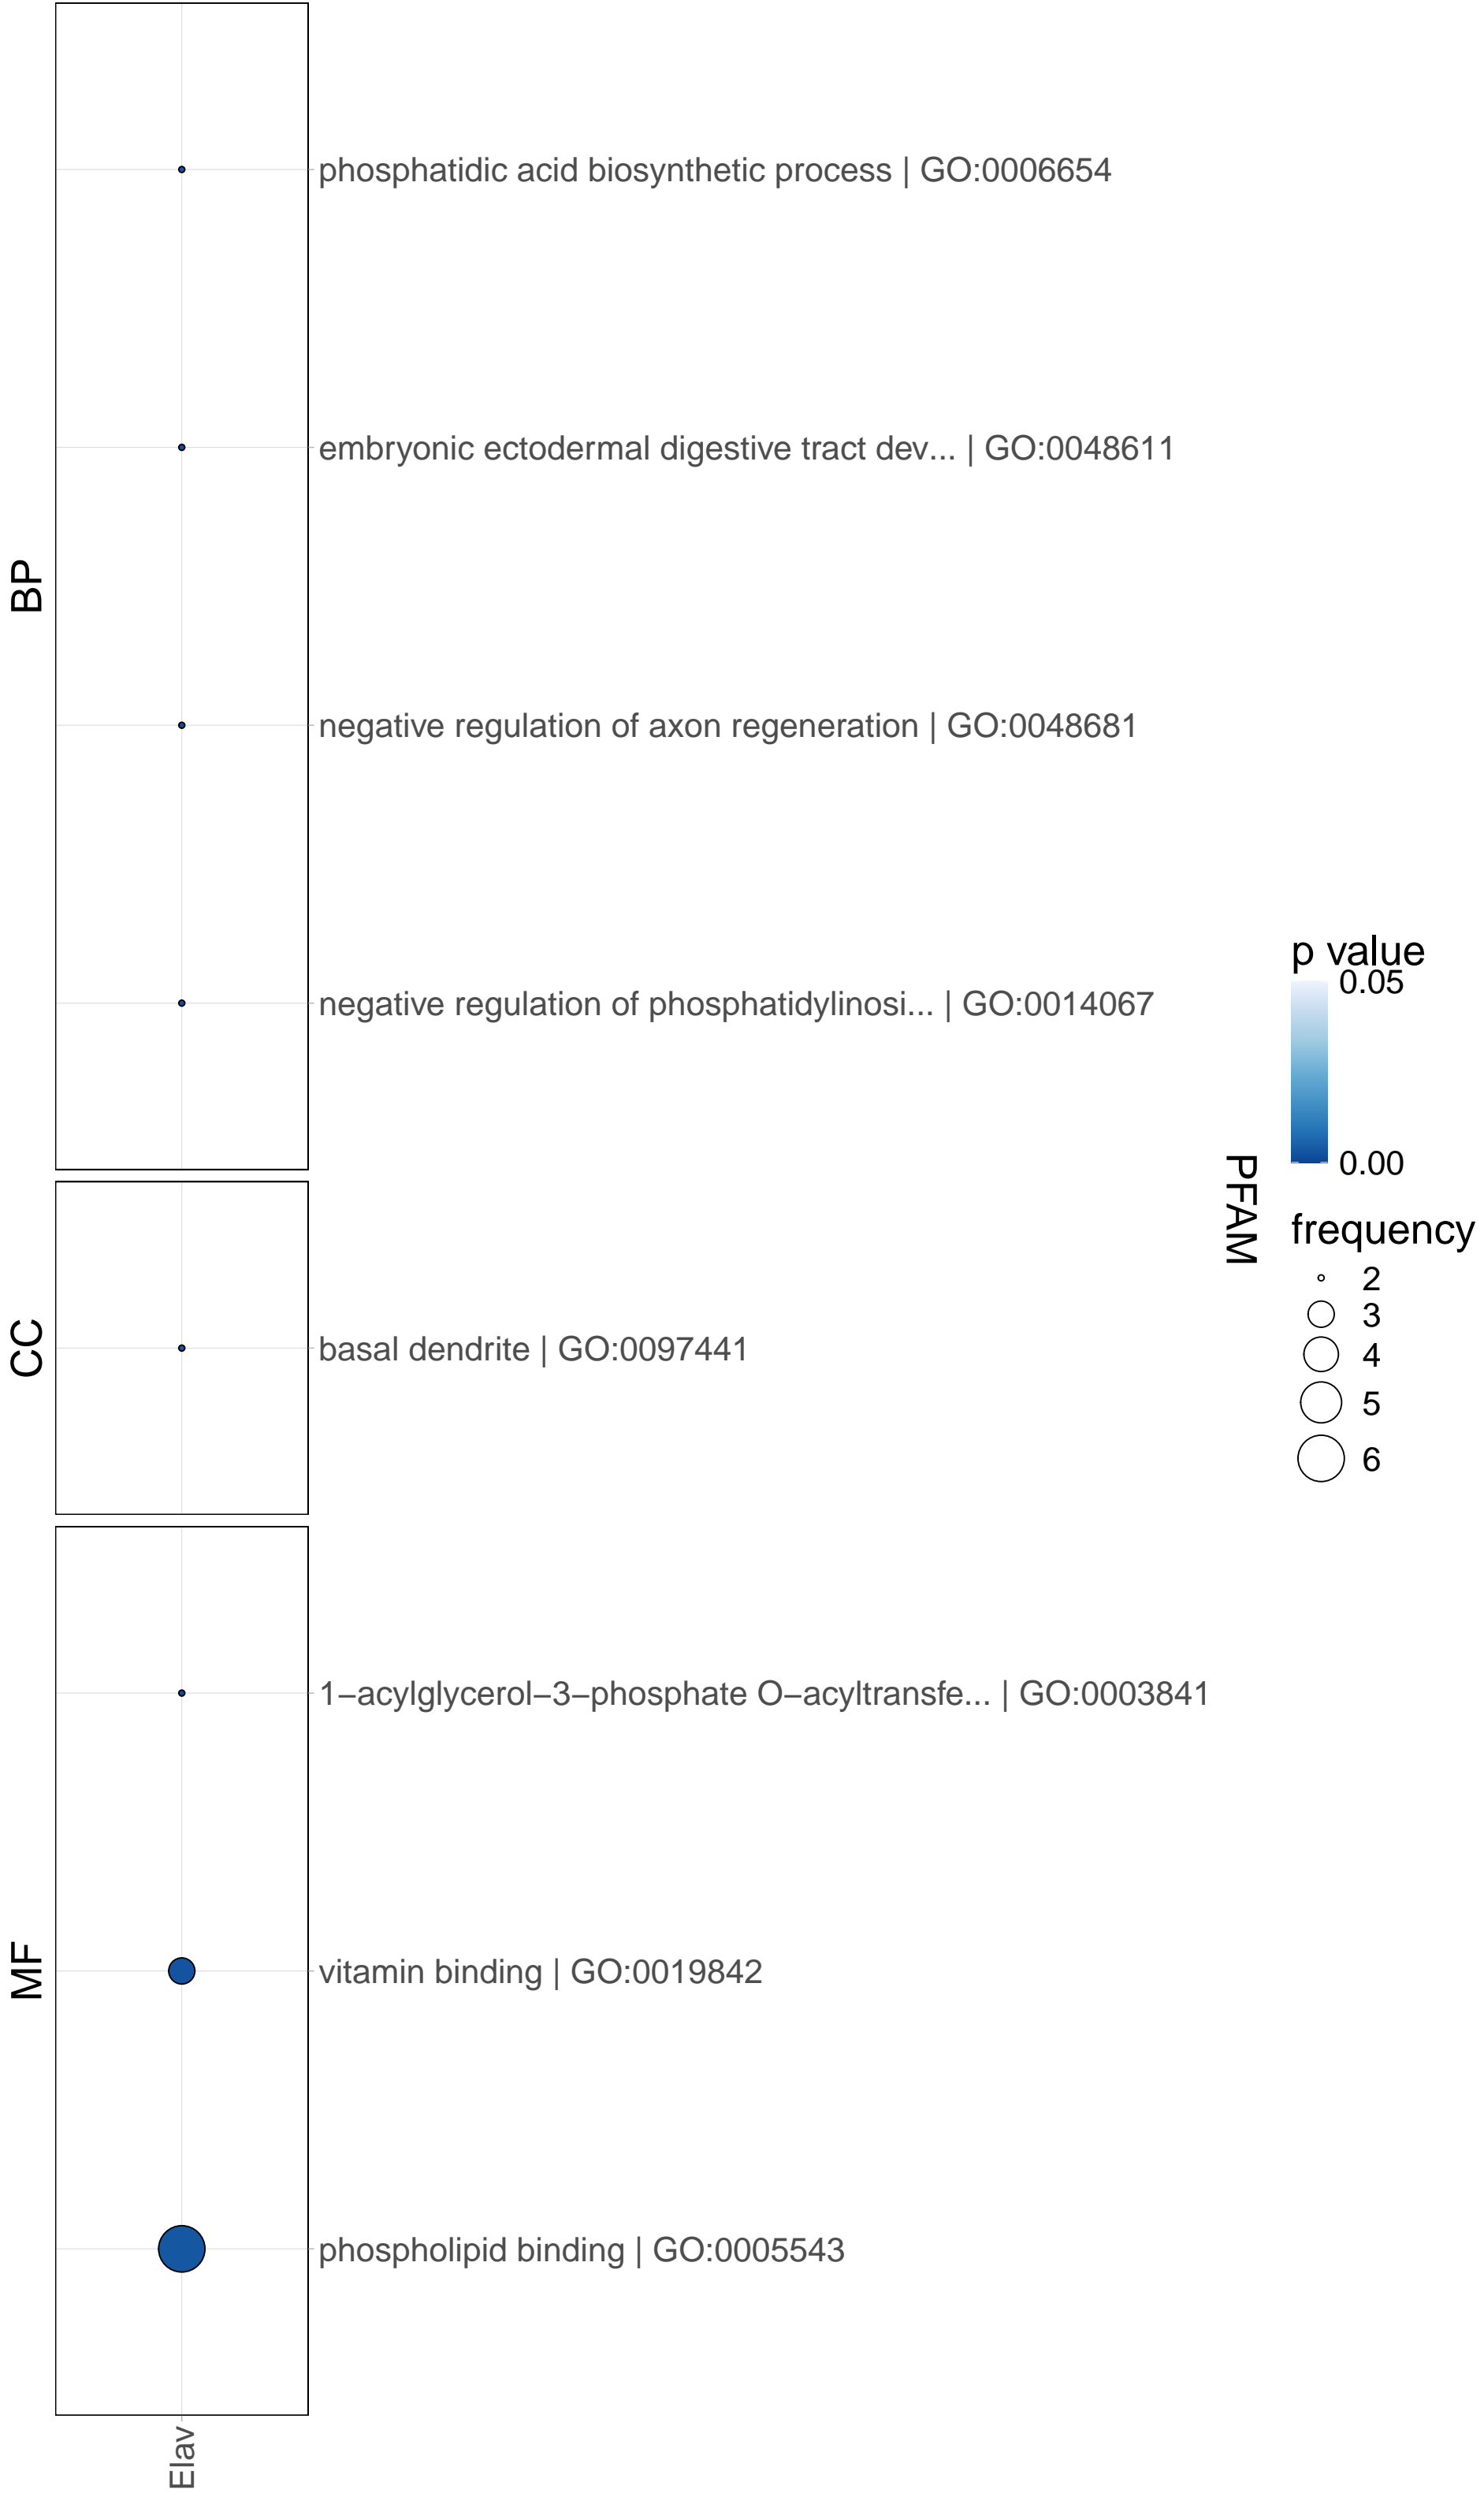 BP
phosphatidic acid biosynthetic process | GO:0006654
embryonic ectodermal digestive tract dev... | GO:0048611
negative regulation of axon regeneration | GO:0048681
negative regulation of phosphatidylinosi... | GO:0014067
CC
basal dendrite | GO:0097441
MF
1−acylglycerol−3−phosphate O−acyltransfe... | GO:0003841
vitamin binding | GO:0019842
phospholipid binding | GO:0005543
Elav
PFAM
p value
0.05
0.00
frequency
2
3
4
5
6